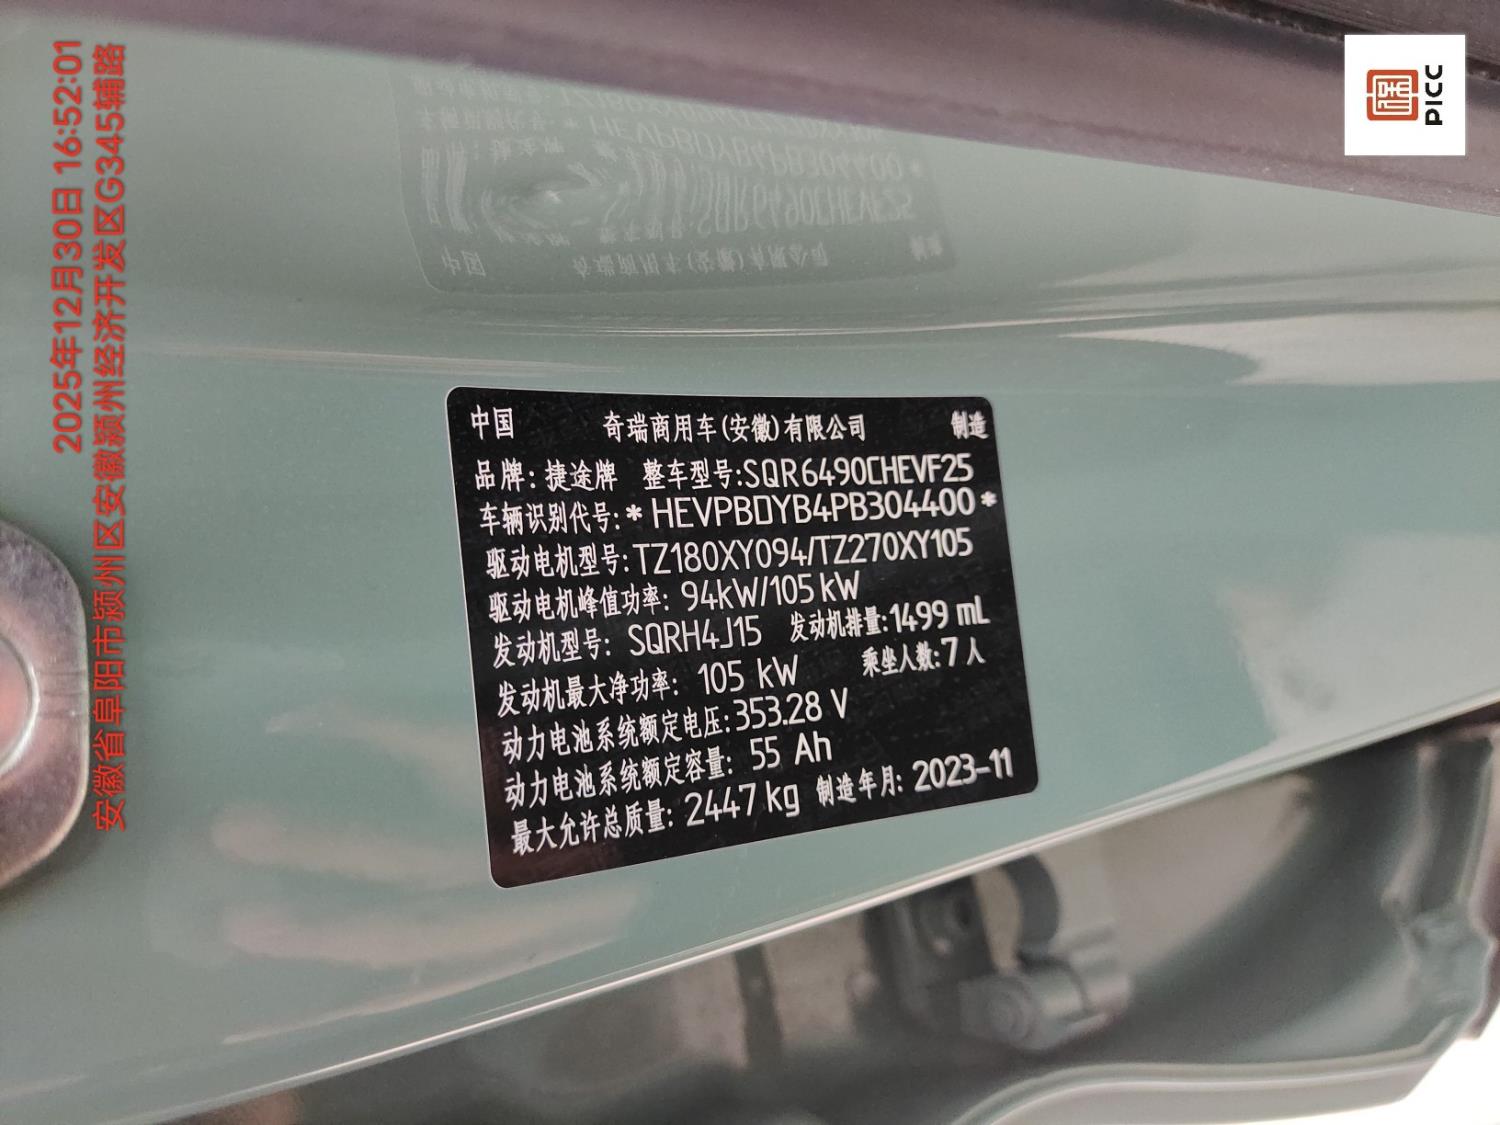 2025年12月30日 16:52:01
安徽省阜阳市颍州区安徽颍州经济开发区G345辅路
PICC
中国 奇瑞商用车(安徽)有限公司 制造
品牌: 捷途牌 整车型号:SQR6490CHEVF25
车辆识别代号:*HEVPBDYB4PB304400*
驱动电机型号:TZ180XY094/TZ270XY105
驱动电机峰值功率: 94kW/105kW
发动机型号: SQRH4J15 发动机排量:1499 mL
发动机最大净功率: 105 kW 乘坐人数:7人
动力电池系统额定电压:353.28 V
动力电池系统额定容量: 55 Ah
最大允许总质量: 2447kg 制造年月: 2023-11